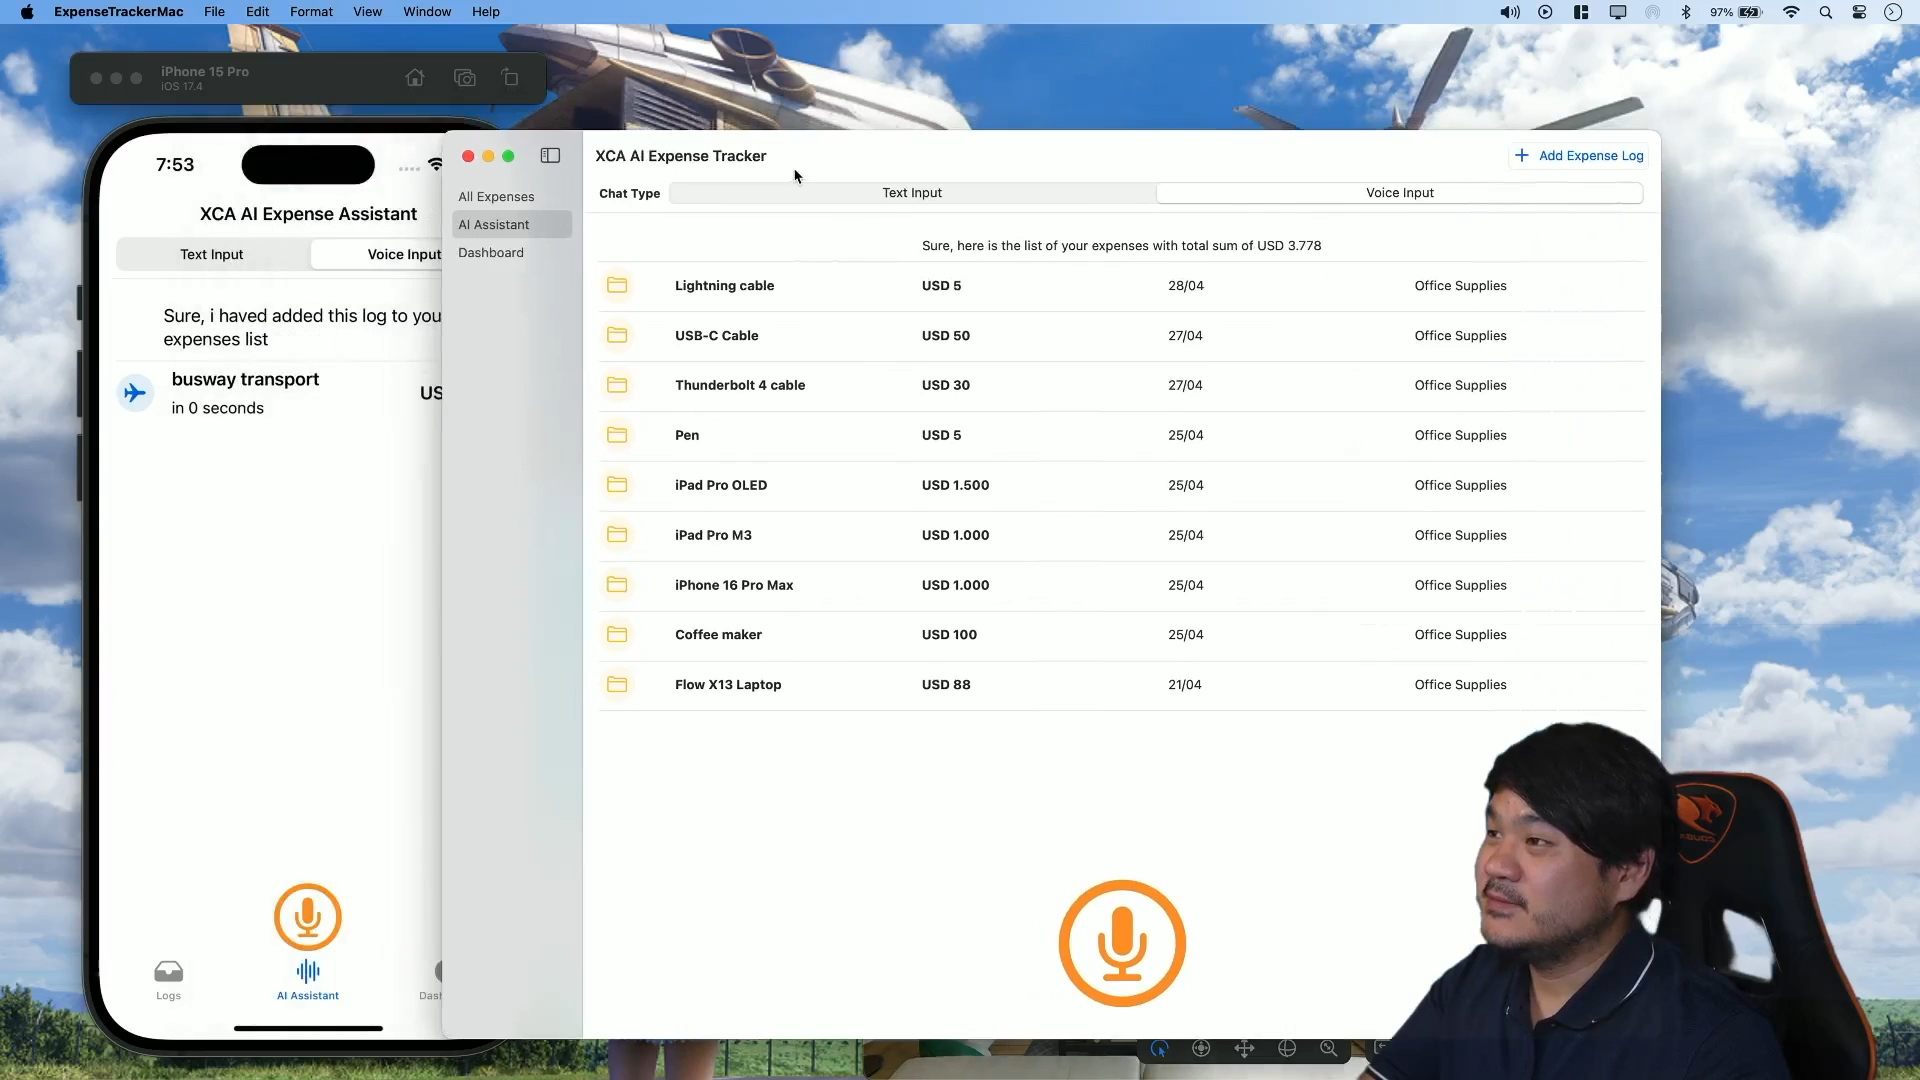 ExpenseTrackerMac File Edit Format View Window Help
97%
iPhone 15 Pro
iOS 17.4
7:53
XCA AI Expense Assistant
Text Input Voice Input
Sure, i haved added this log to you
expenses list
busway transport
in 0 seconds
Logs
AI Assistant
All Expenses
AI Assistant
Dashboard
XCA AI Expense Tracker
+ Add Expense Log
Chat Type Text Input Voice Input
Sure, here is the list of your expenses with total sum of USD 3.778
Lightning cable USD 5 28/04 Office Supplies
USB-C Cable USD 50 27/04 Office Supplies
Thunderbolt 4 cable USD 30 27/04 Office Supplies
Pen USD 5 25/04 Office Supplies
iPad Pro OLED USD 1.500 25/04 Office Supplies
iPad Pro M3 USD 1.000 25/04 Office Supplies
iPhone 16 Pro Max USD 1.000 25/04 Office Supplies
Coffee maker USD 100 25/04 Office Supplies
Flow X13 Laptop USD 88 21/04 Office Supplies